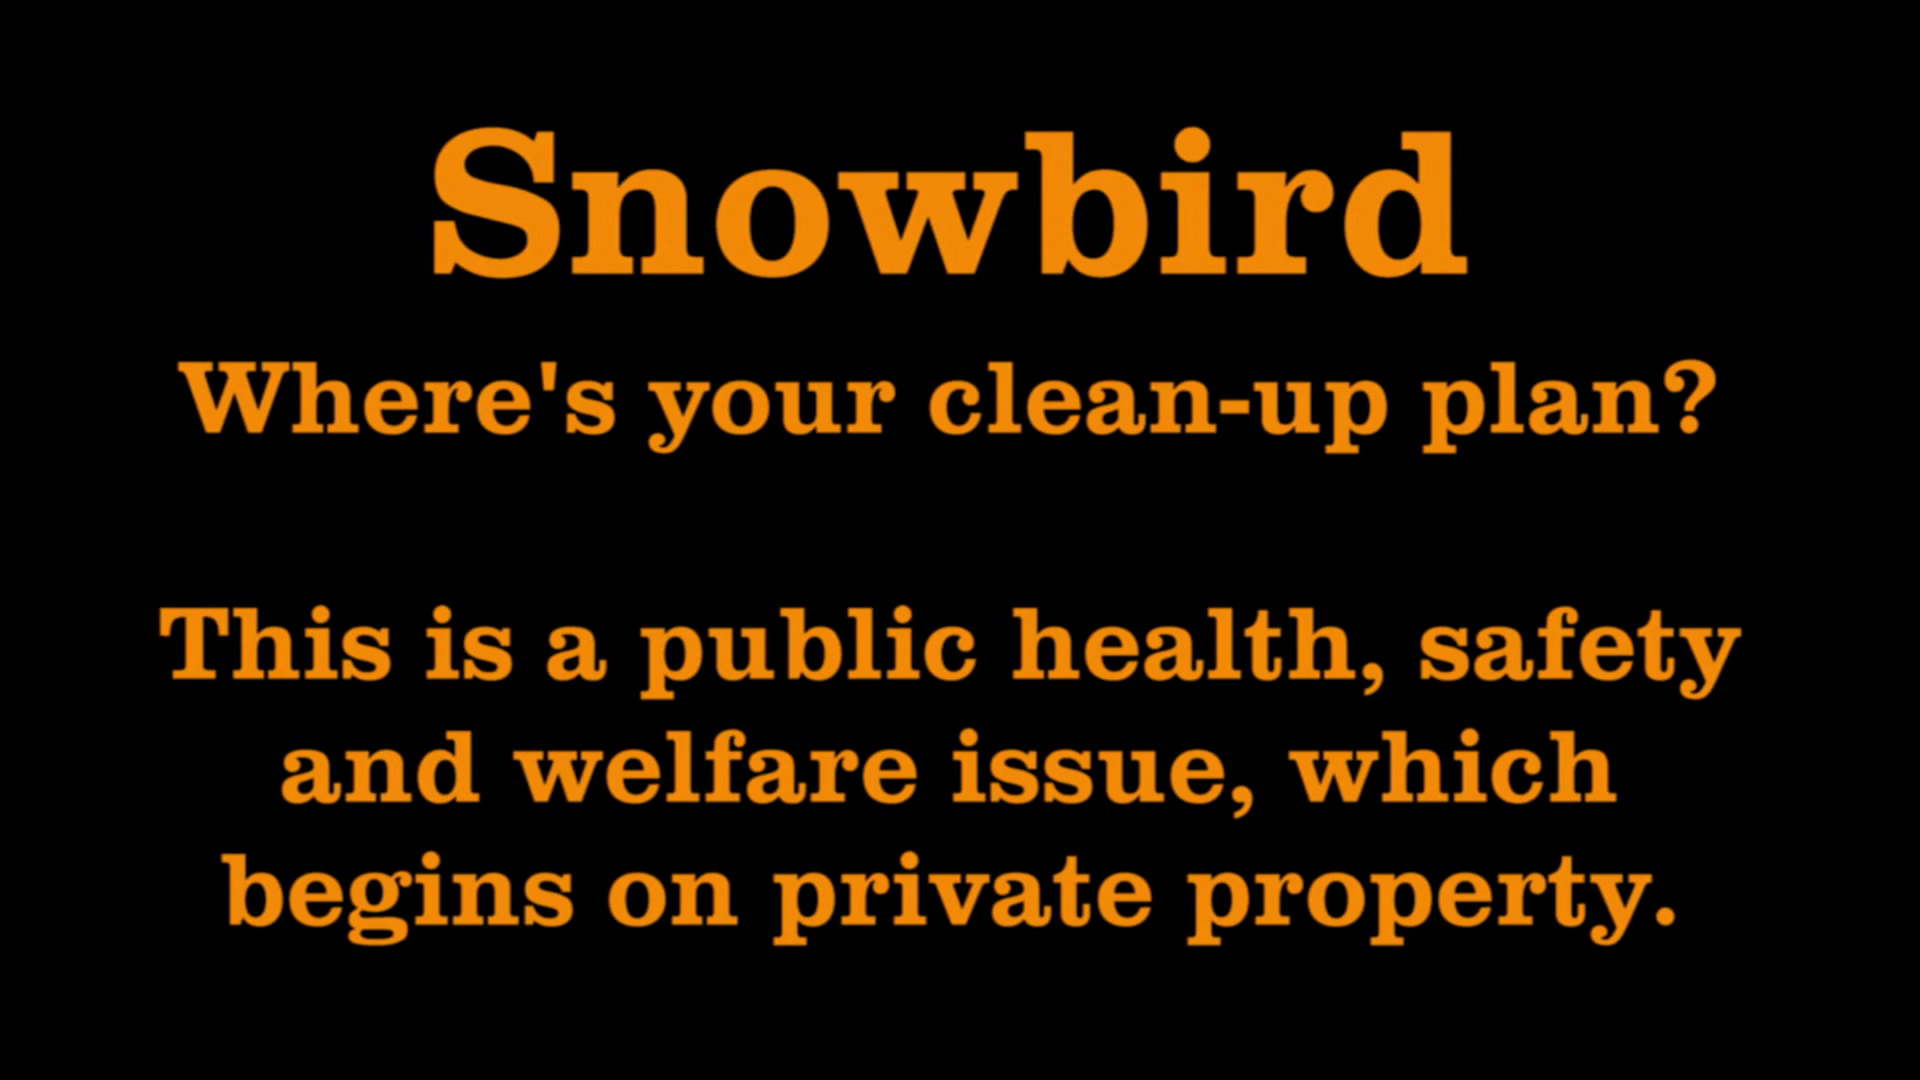 Snowbird
Where's your clean-up plan?
This is a public health, safety
and welfare issue, which
begins on private property.